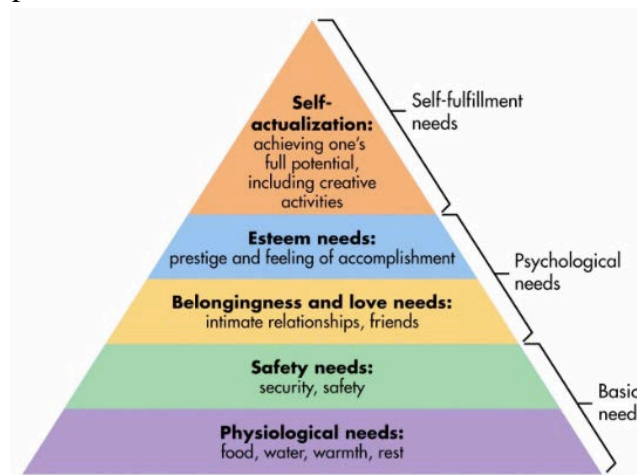 Self-
actualization:
achieving one's
full potential,
including creative
activities
Self-fulfillment
needs
Esteem needs:
prestige and feeling of accomplishment
Psychological
needs
Belongingness and love needs:
intimate relationships, friends
Safety needs:
security, safety
Basic
need
Physiological needs:
food, water, warmth, rest